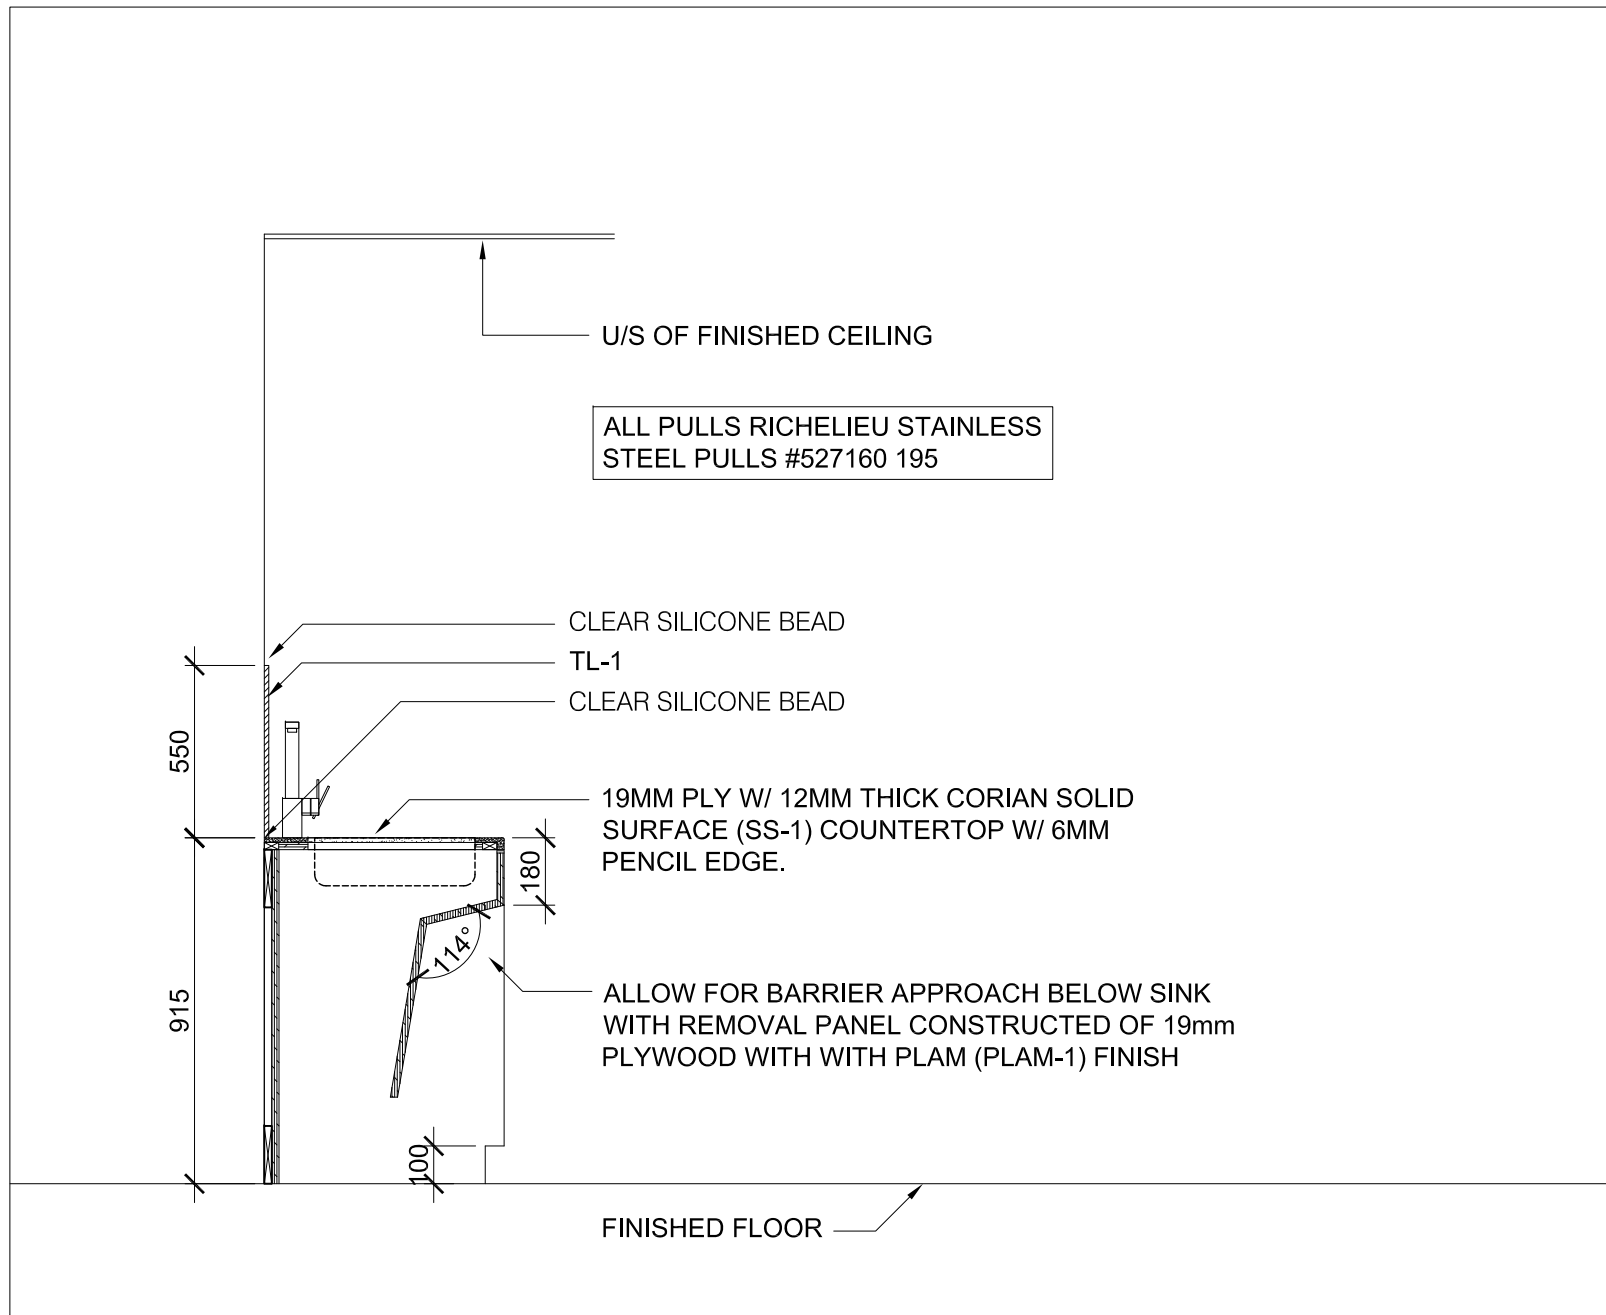 U/S OF FINISHED CEILING
ALL PULLS RICHELIEU STAINLESS
STEEL PULLS #527160 195
CLEAR SILICONE BEAD
TL-1
CLEAR SILICONE BEAD
550
19MM PLY W/ 12MM THICK CORIAN SOLID
SURFACE (SS-1) COUNTERTOP W/ 6MM
PENCIL EDGE.
180
114°
915
ALLOW FOR BARRIER APPROACH BELOW SINK
WITH REMOVAL PANEL CONSTRUCTED OF 19mm
PLYWOOD WITH WITH PLAM (PLAM-1) FINISH
100
FINISHED FLOOR